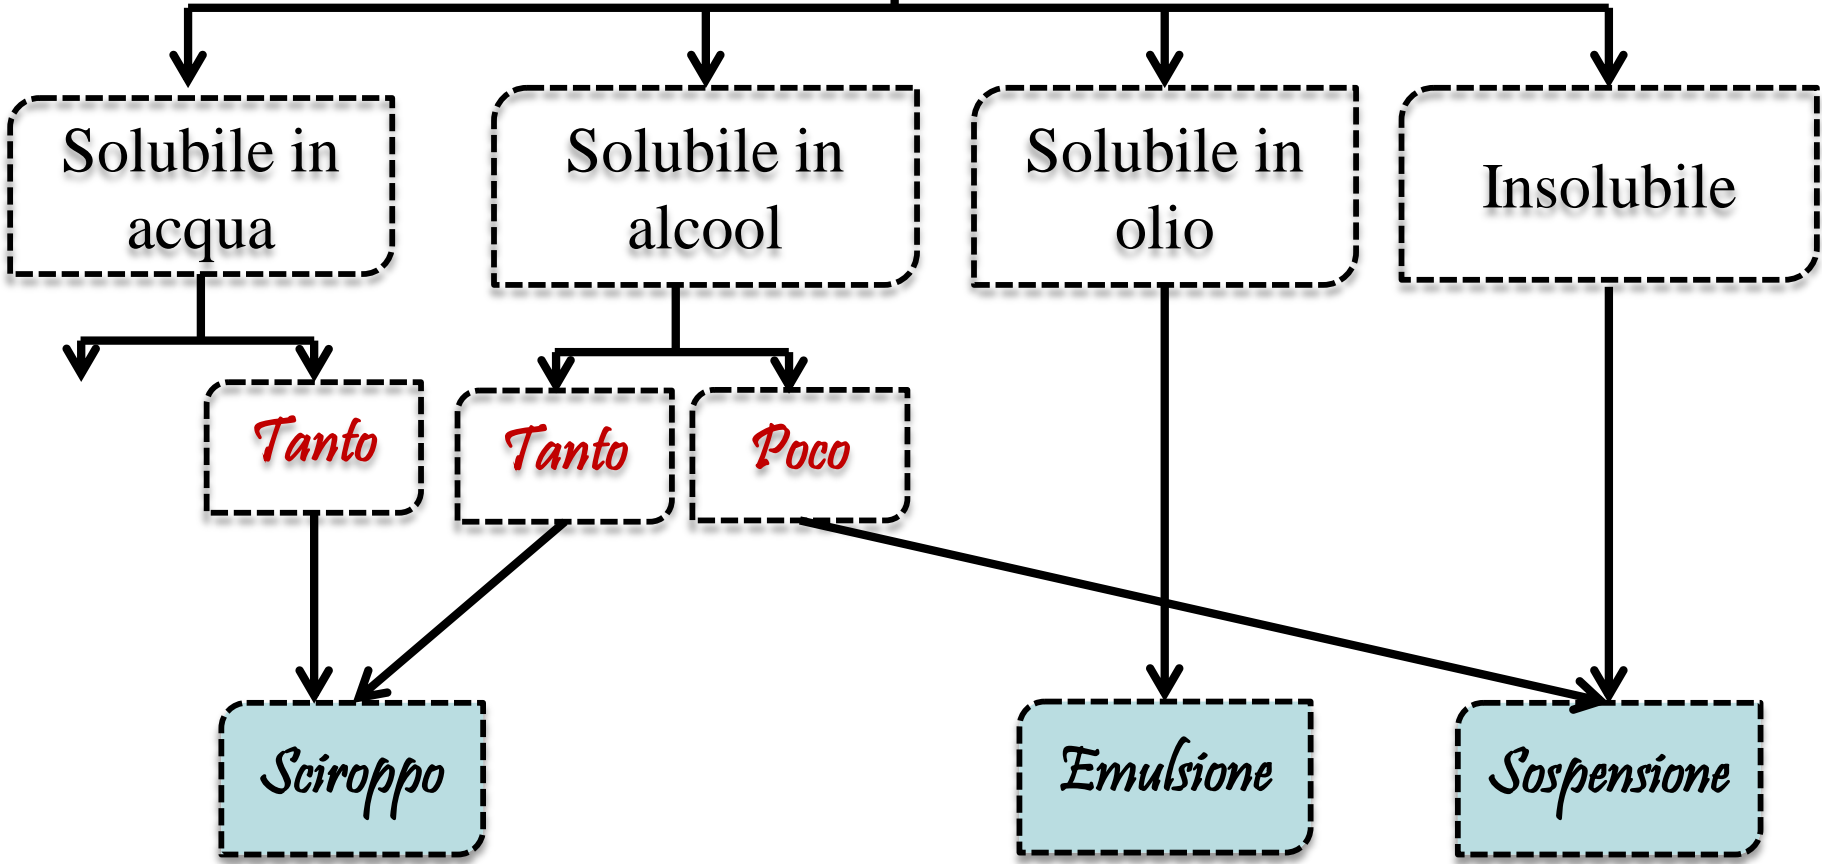 Solubile in
acqua
Solubile in
alcool
Solubile in
olio
Insolubile
Tanto
Tanto
Poco
Sciroppo
Emulsione
Sospensione